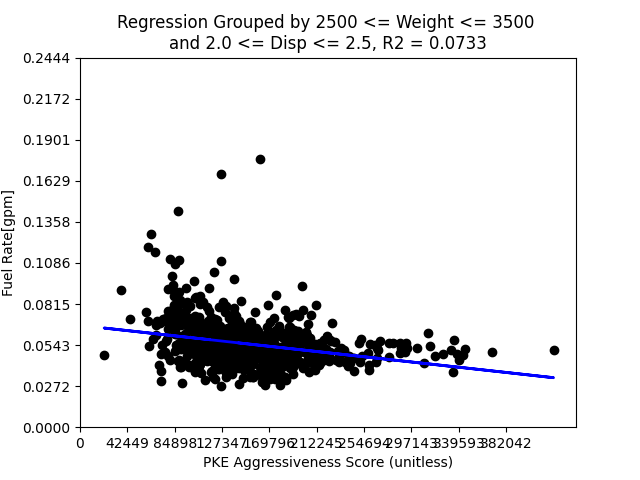 Regression Grouped by 2500 <= Weight <= 3500
and 2.0 <= Disp <= 2.5, R2 = 0.0733
0.2444
0.2172
0.1901
0.1629
0.1358
0.1086
0.0815
0.0543
0.0272
0.0000
Fuel Rate[gpm]
0 42449 84898 127347 169796 212245 254694 297143 339593 382042
PKE Aggressiveness Score (unitless)